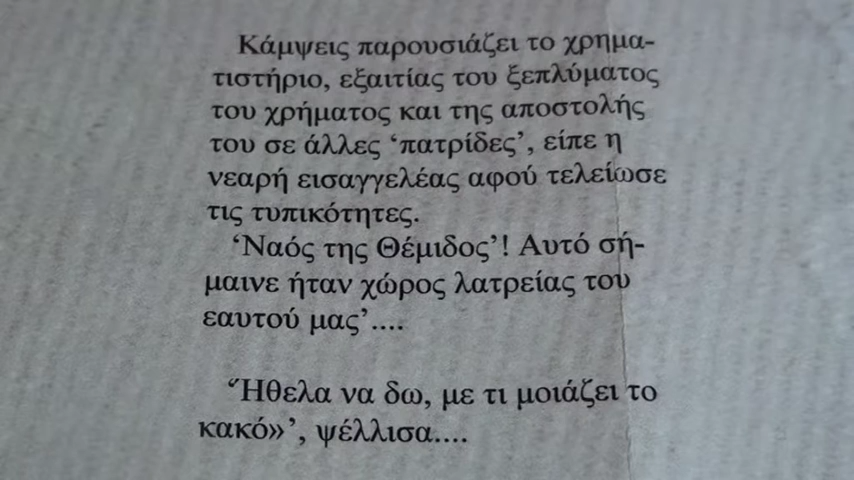 Κάμψεις παρουσιάζει το χρημα-
τιστήριο, εξαιτίας του ξεπλύματος
του χρήματος και της αποστολής
του σε άλλες ‘πατρίδες’, είπε η
νεαρή εισαγγελέας αφού τελείωσε
τις τυπικότητες.
‘Ναός της Θέμιδος’! Αυτό σή-
μαινε ήταν χώρος λατρείας του
εαυτού μας’....
‘Ήθελα να δω, με τι μοιάζει το
κακό»’, ψέλλισα....